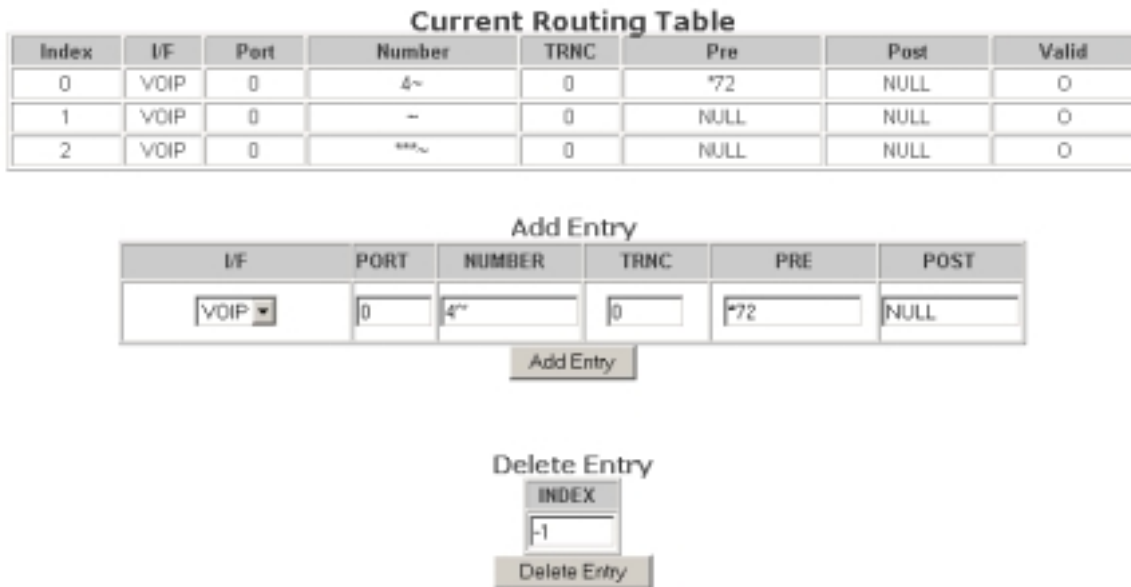 Current Routing Table
Index I/F Port Number TRNC Pre Post Valid
0 VOIP 0 4~ 0 *72 NULL O
1 VOIP 0 ~ 0 NULL NULL O
2 VOIP 0 ***~ 0 NULL NULL O
Add Entry
I/F PORT NUMBER TRNC PRE POST
VOIP 0 4~ 0 *72 NULL
Add Entry
Delete Entry
INDEX
-1
Delete Entry